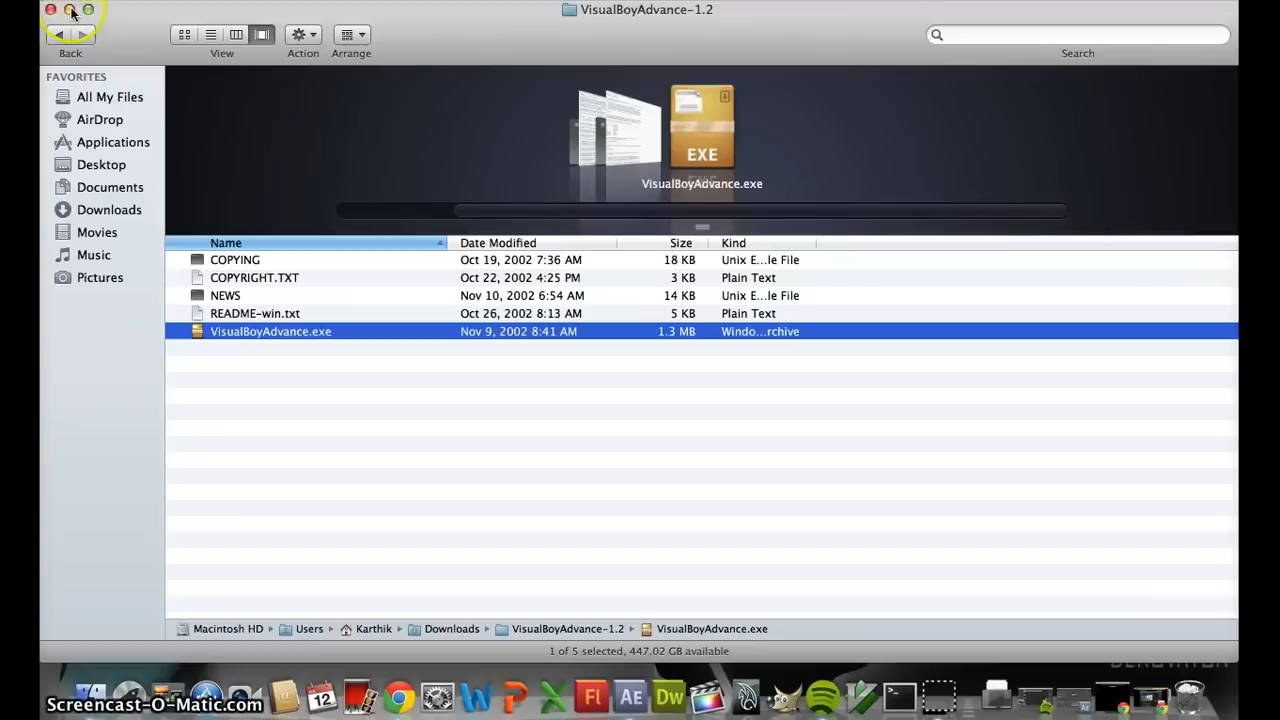 VisualBoyAdvance-1.2
Back
View
Action
Arrange
Search
FAVORITES
All My Files
AirDrop
Applications
Desktop
Documents
Downloads
Movies
Music
Pictures
EXE
VisualBoyAdvance.exe
Name Date Modified Size Kind
COPYING Oct 19, 2002 7:36 AM 18 KB Unix E...le File
COPYRIGHT.TXT Oct 22, 2002 4:25 PM 3 KB Plain Text
NEWS Nov 10, 2002 6:54 AM 14 KB Unix E...le File
README-win.txt Oct 26, 2002 8:13 AM 5 KB Plain Text
VisualBoyAdvance.exe Nov 9, 2002 8:41 AM 1.3 MB Windo...rchive
Macintosh HD Users Karthik Downloads VisualBoyAdvance-1.2 VisualBoyAdvance.exe
1 of 5 selected, 447.02 GB available
12
W
P
X
Fl
AE
Dw
Screencast-O-Matic.com